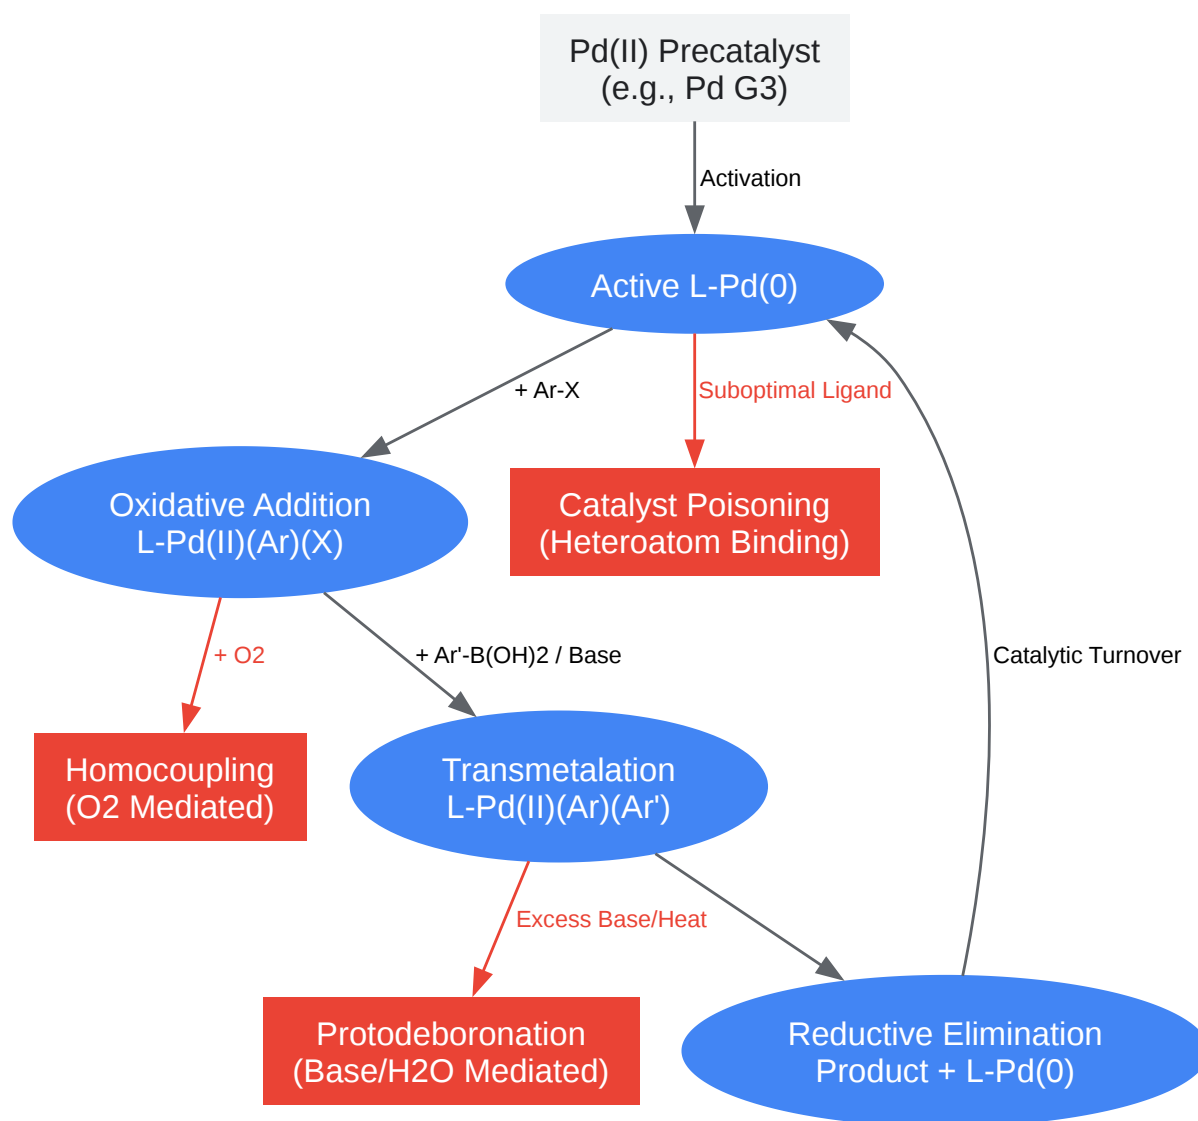 Pd(II) Precatalyst
(e.g., Pd G3)
Activation
Active L-Pd(0)
+ Ar-X
Suboptimal Ligand
Oxidative Addition
L-Pd(II)(Ar)(X)
Catalyst Poisoning
(Heteroatom Binding)
+ O2
+ Ar'-B(OH)2 / Base
Catalytic Turnover
Homocoupling
(O2 Mediated)
Transmetalation
L-Pd(II)(Ar)(Ar')
Excess Base/Heat
Protodeboronation
(Base/H2O Mediated)
Reductive Elimination
Product + L-Pd(0)